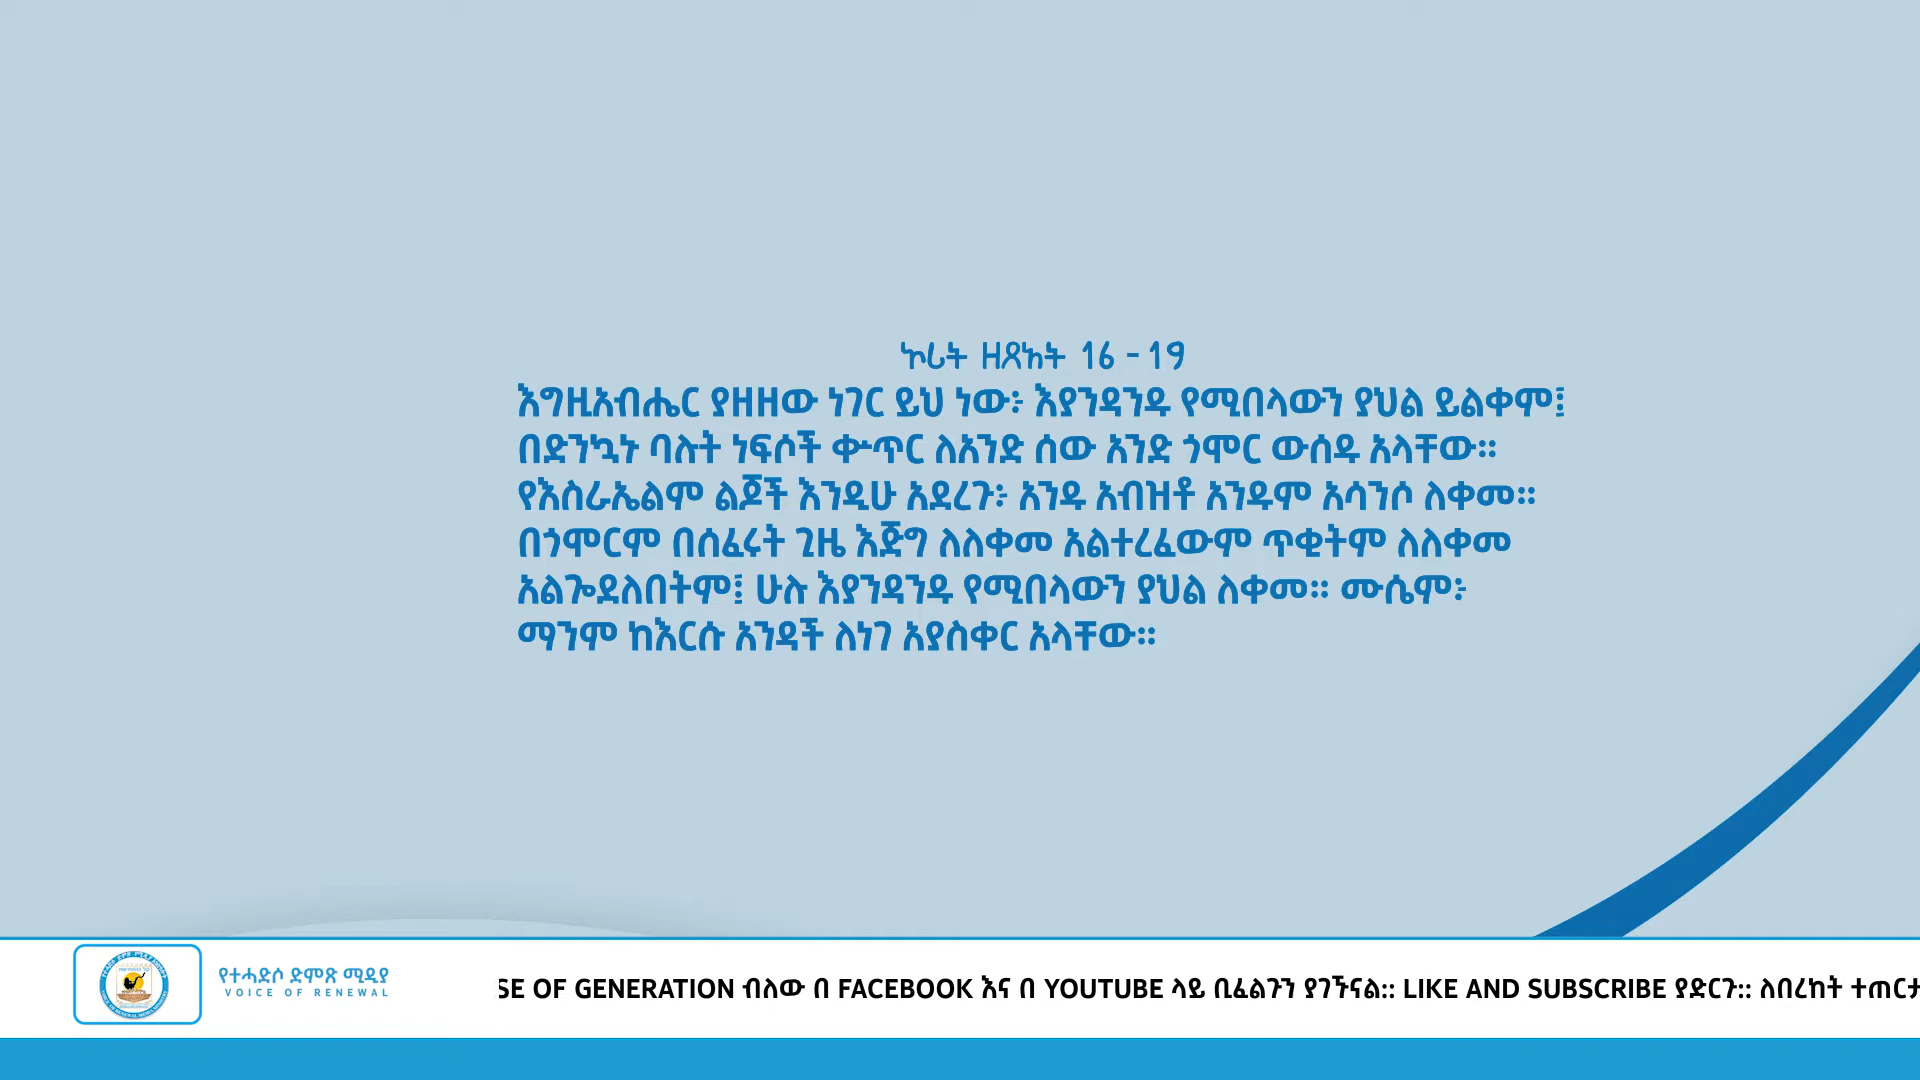 ኦሪት ዘጸአት 16 - 19
እግዚአብሔር ያዘዘው ነገር ይህ ነው፥ እያንዳንዱ የሚበላውን ያህል ይልቀም፤
በድንኳኑ ባሉት ነፍሶች ቍጥር ለአንድ ሰው አንድ ጎሞር ውሰዱ አላቸው።
የእስራኤልም ልጆች እንዲሁ አደረጉ፥ አንዱ አብዝቶ አንዱም አሳንሶ ለቀመ።
በጎሞርም በሰፈሩት ጊዜ እጅግ ለለቀመ አልተረፈውም ጥቂትም ለለቀመ
አልጐደለበትም፤ ሁሉ እያንዳንዱ የሚበላውን ያህል ለቀመ። ሙሴም፥
ማንም ከእርሱ አንዳች ለነገ አያስቀር አላቸው።
የተሓድሶ ድምጽ ሚዲያ
VOICE OF RENEWAL
SE OF GENERATION ብለው በ FACEBOOK እና በ YOUTUBE ላይ ቢፈልጉን ያገኙናል:: LIKE AND SUBSCRIBE ያድርጉ:: ለበረከት